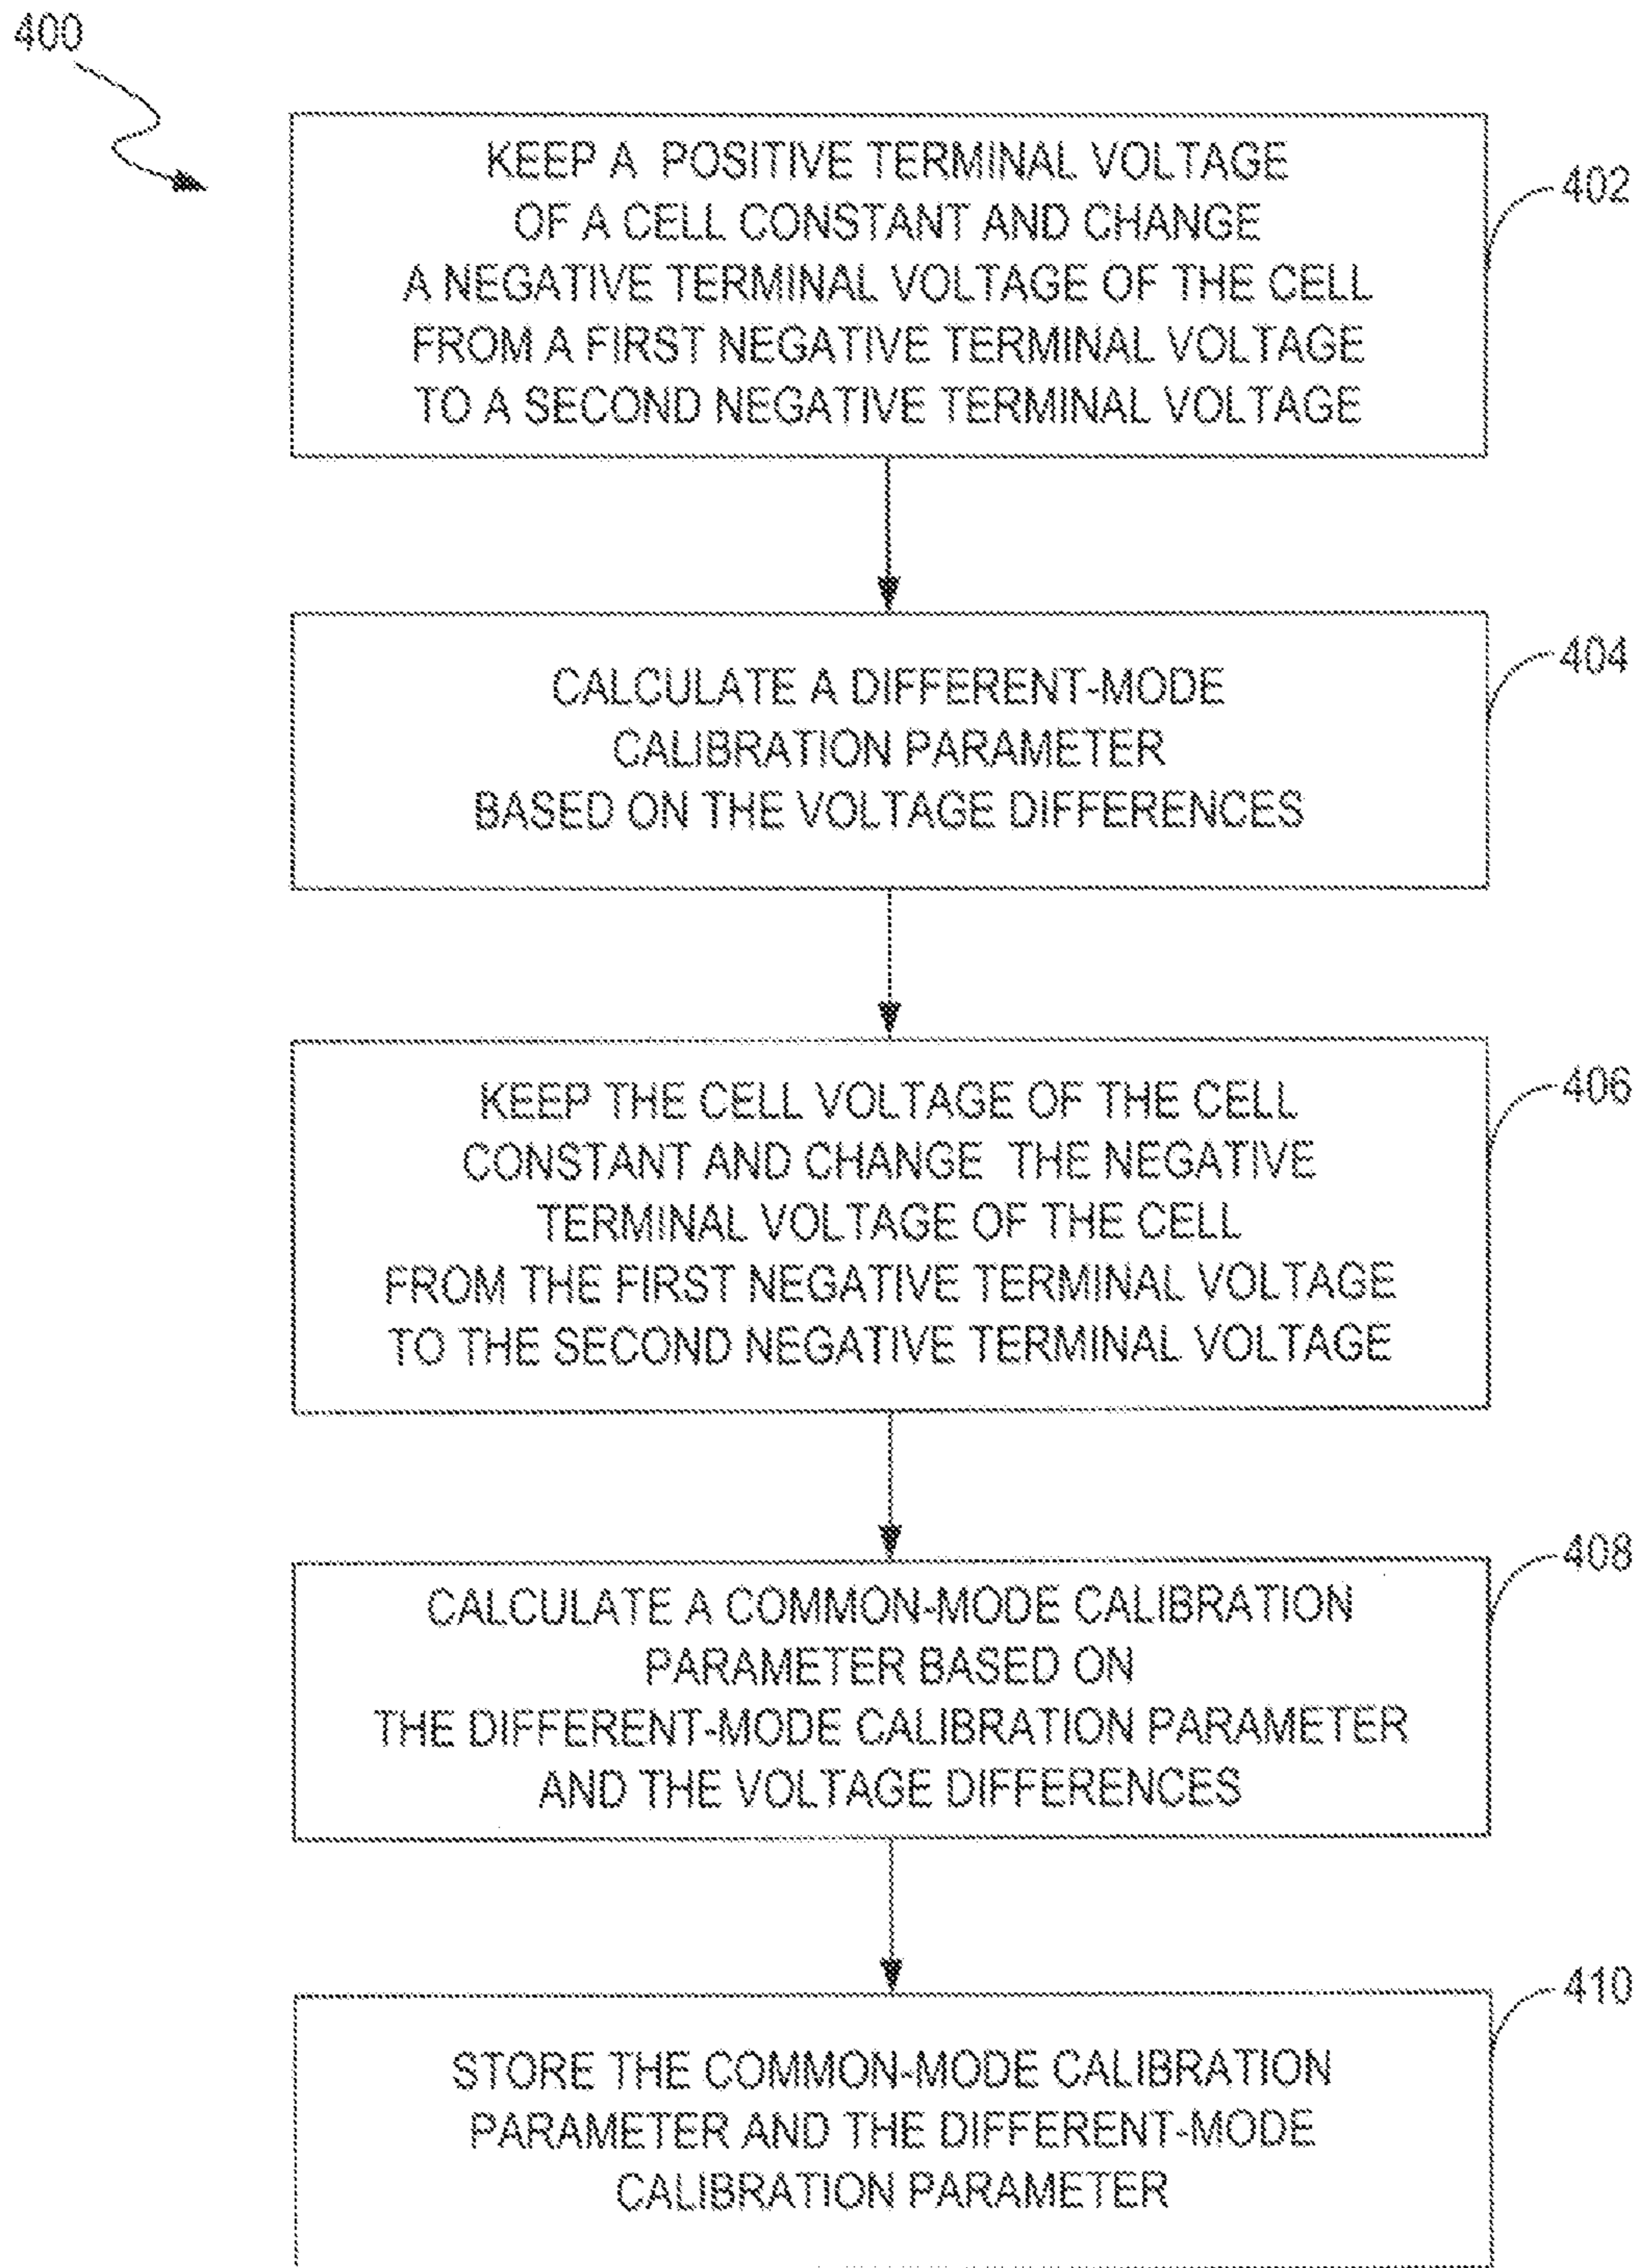 400
KEEP A POSITIVE TERMINAL VOLTAGE
OF A CELL CONSTANT AND CHANGE
A NEGATIVE TERMINAL VOLTAGE OF THE CELL
FROM A FIRST NEGATIVE TERMINAL VOLTAGE
TO A SECOND NEGATIVE TERMINAL VOLTAGE
402
CALCULATE A DIFFERENT-MODE
CALIBRATION PARAMETER
BASED ON THE VOLTAGE DIFFERENCES
404
KEEP THE CELL VOLTAGE OF THE CELL
CONSTANT AND CHANGE THE NEGATIVE
TERMINAL VOLTAGE OF THE CELL
FROM THE FIRST NEGATIVE TERMINAL VOLTAGE
TO THE SECOND NEGATIVE TERMINAL VOLTAGE
406
CALCULATE A COMMON-MODE CALIBRATION
PARAMETER BASED ON
THE DIFFERENT-MODE CALIBRATION PARAMETER
AND THE VOLTAGE DIFFERENCES
408
STORE THE COMMON-MODE CALIBRATION
PARAMETER AND THE DIFFERENT-MODE
CALIBRATION PARAMETER
410